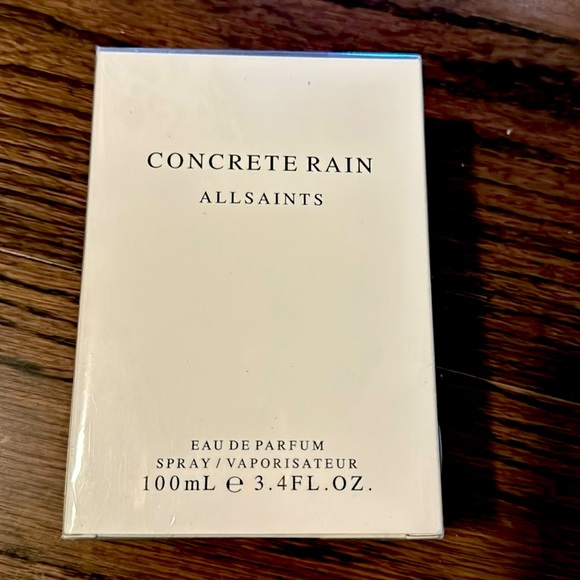 CONCRETE RAIN
ALLSAINTS
EAU DE PARFUM
SPRAY / VAPORISATEUR
100mL ℮ 3.4FL.OZ.